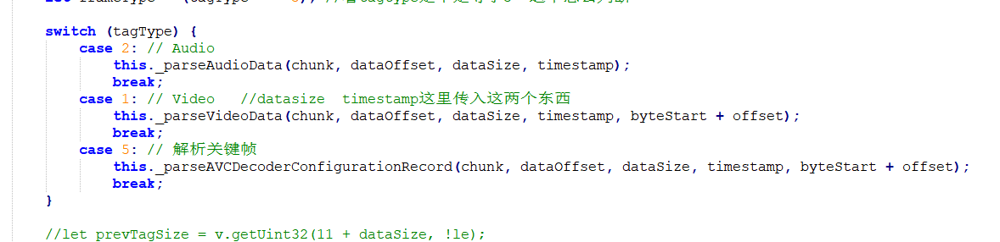 switch (tagType) {
case 2: // Audio
this._parseAudioData(chunk, dataOffset, dataSize, timestamp);
break;
case 1: // Video   //datasize  timestamp这里传入这两个东西
this._parseVideoData(chunk, dataOffset, dataSize, timestamp, byteStart + offset);
break;
case 5: // 解析关键帧
this._parseAVCDecoderConfigurationRecord(chunk, dataOffset, dataSize, timestamp, byteStart + offset);
break;
}
//let prevTagSize = v.getUint32(11 + dataSize, !le);